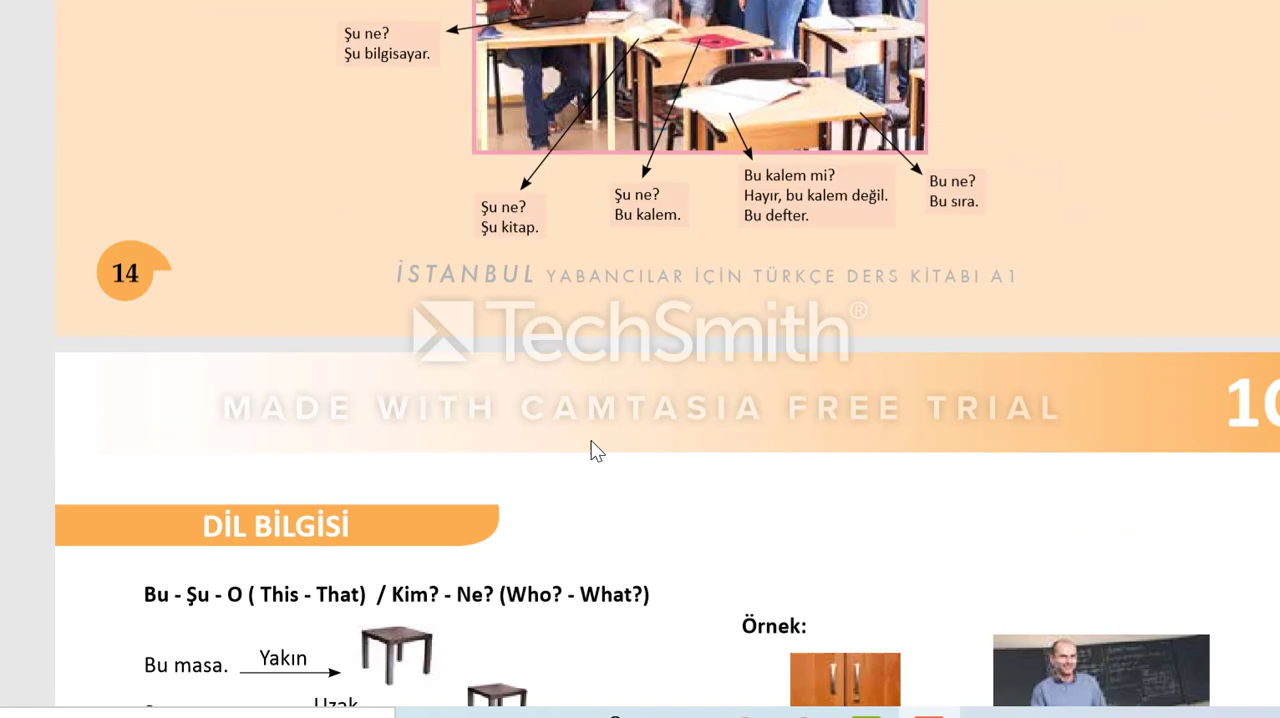 Şu ne?
Şu bilgisayar.
Şu ne?
Şu kitap.
Şu ne?
Bu kalem.
Bu kalem mi?
Hayır, bu kalem değil.
Bu defter.
Bu ne?
Bu sıra.
14
İSTANBUL YABANCILAR İÇİN TÜRKÇE DERS KİTABI A1
TechSmith®
MADE WITH CAMTASIA FREE TRIAL
DİL BİLGİSİ
Bu - Şu - O ( This - That) / Kim? - Ne? (Who? - What?)
Örnek:
Bu masa. Yakın
Uzak